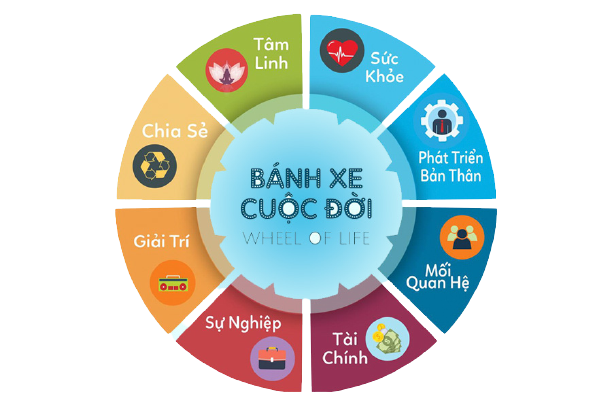 Tâm
Linh
Sức
Khỏe
Phát Triển
Bản Thân
Mối
Quan Hệ
Tài
Chính
Sự Nghiệp
Giải Trí
Chia Sẻ
BÁNH XE
CUỘC ĐỜI
WHEEL OF LIFE